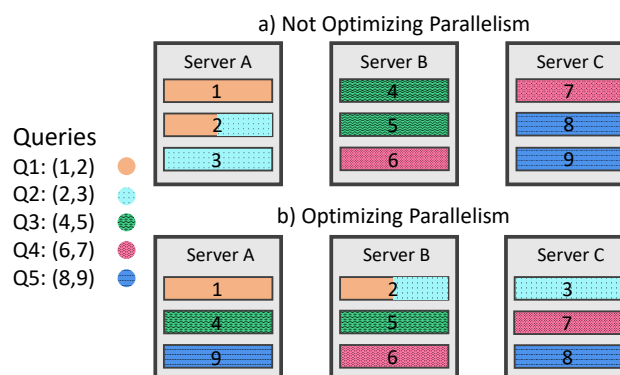 a) Not Optimizing Parallelism
Server A
1
2
3
Server B
4
5
6
Server C
7
8
9
Queries
Q1: (1,2)
Q2: (2,3)
Q3: (4,5)
Q4: (6,7)
Q5: (8,9)
b) Optimizing Parallelism
Server A
1
4
9
Server B
2
5
6
Server C
3
7
8